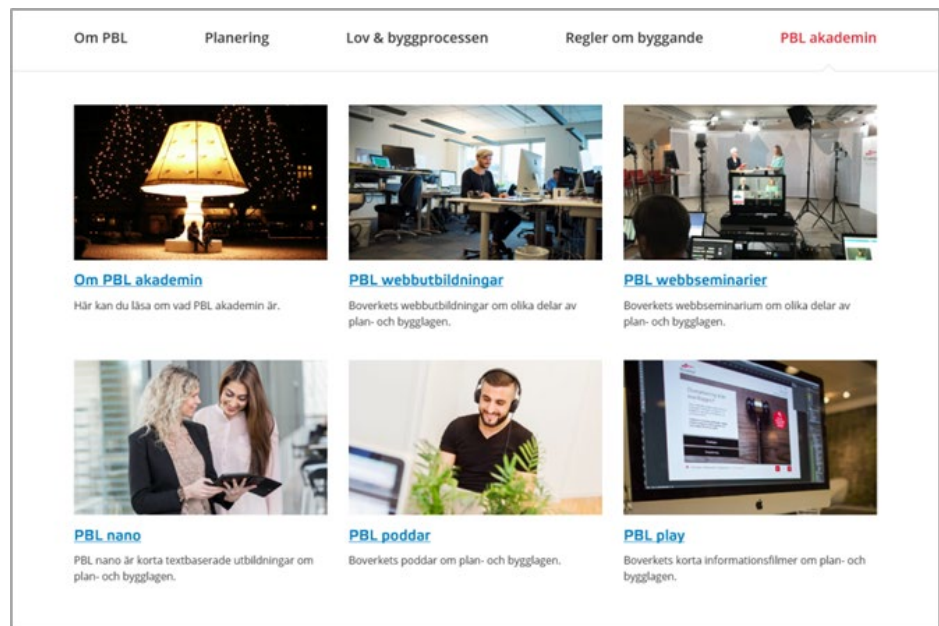 Om PBL
Planering
Lov & byggprocessen
Regler om byggande
PBL akademin
Om PBL akademin
Här kan du läsa om vad PBL akademin är.
PBL webbutbildningar
Boverkets webbutbildningar om olika delar av
plan- och bygglagen.
PBL webbseminarier
Boverkets webbseminarium om olika delar av
plan- och bygglagen.
PBL nano
PBL nano är korta textbaserade utbildningar om
plan- och bygglagen.
PBL poddar
Boverkets poddar om plan- och bygglagen.
PBL play
Boverkets korta informationsfilmer om plan- och
bygglagen.